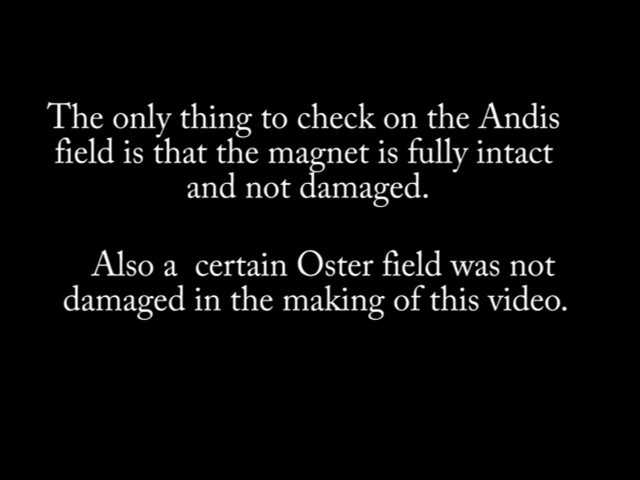 The only thing to check on the Andis
field is that the magnet is fully intact
and not damaged.
Also a  certain Oster field was not
damaged in the making of this video.